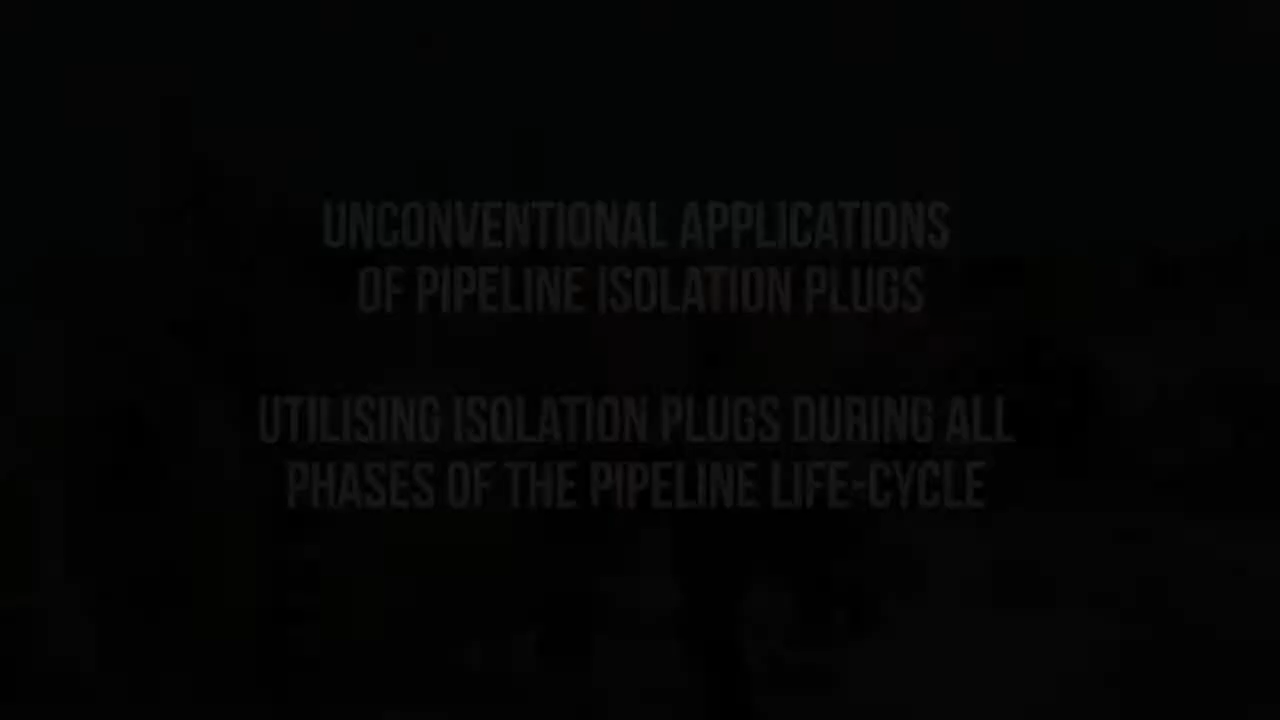 UNCONVENTIONAL APPLICATIONS
OF PIPELINE ISOLATION PLUGS
UTILISING ISOLATION PLUGS DURING ALL
PHASES OF THE PIPELINE LIFE-CYCLE